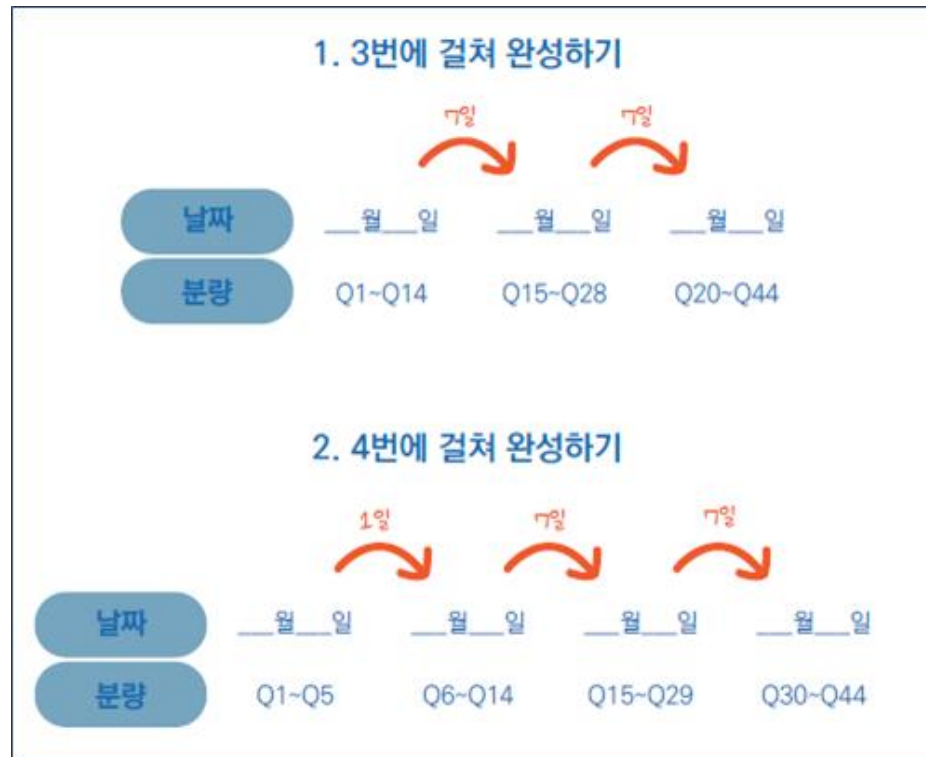 1. 3번에 걸쳐 완성하기
7일 7일
날짜 __월__일 __월__일 __월__일
분량 Q1~Q14 Q15~Q28 Q20~Q44
2. 4번에 걸쳐 완성하기
1일 7일 7일
날짜 __월__일 __월__일 __월__일 __월__일
분량 Q1~Q5 Q6~Q14 Q15~Q29 Q30~Q44